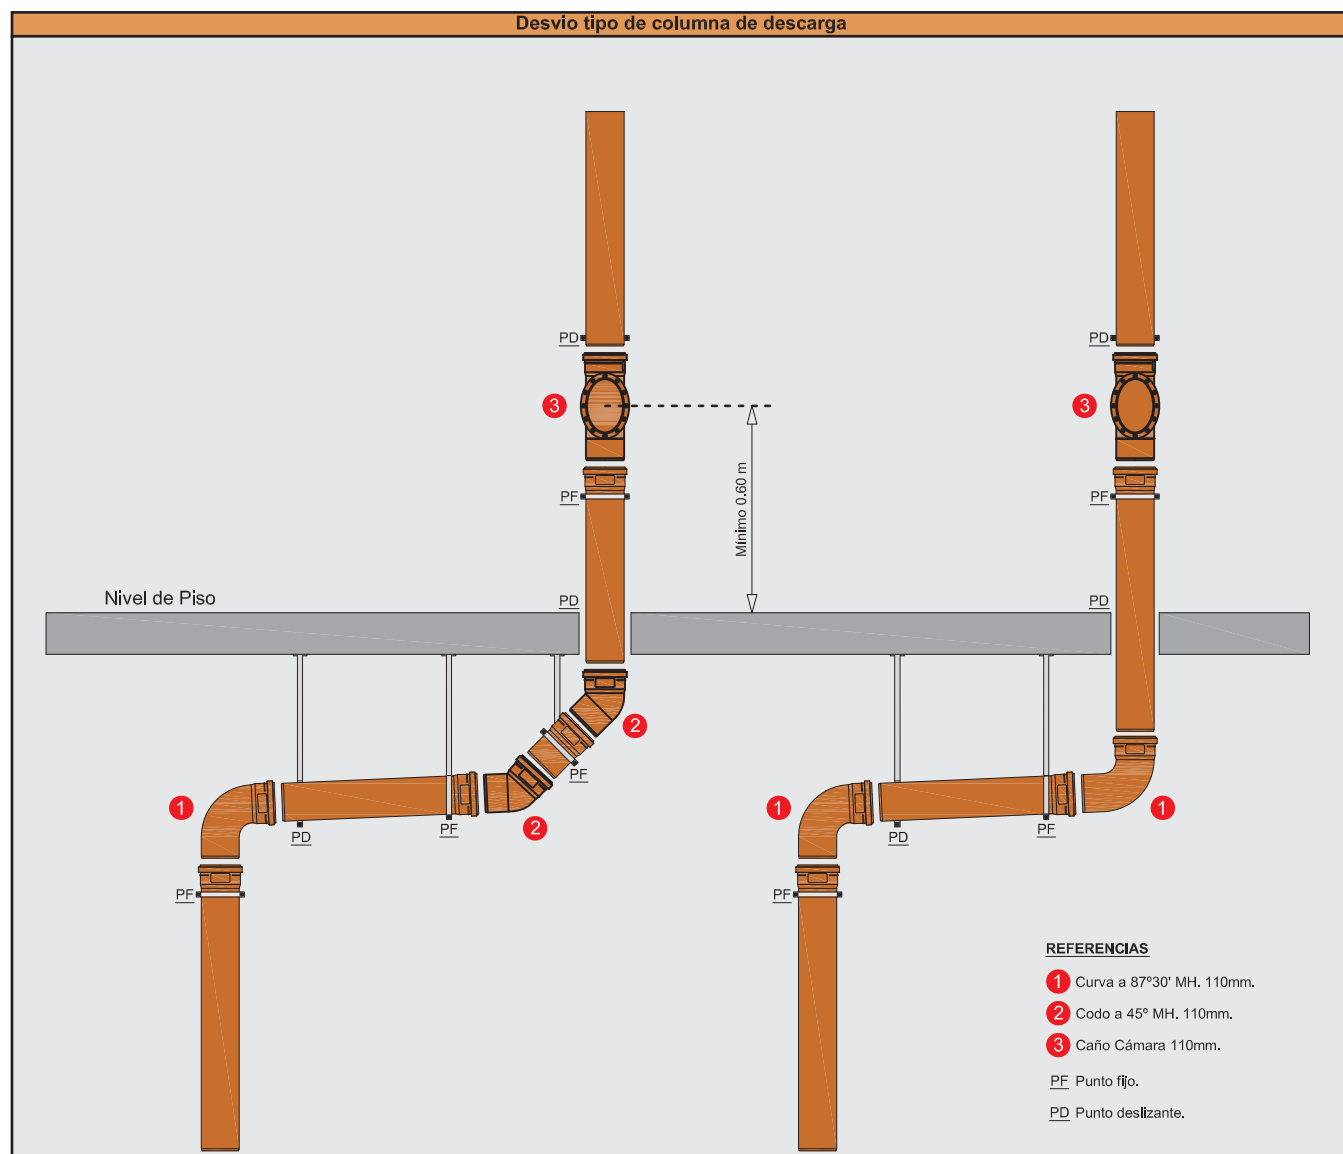 Desvio tipo de columna de descarga
PD
PD
3
3
PF
PF
Mínimo 0.60 m
Nivel de Piso
PD
PD
2
PF
1
2
PD
PF
1
1
PD
PF
PF
PF
REFERENCIAS
1 Curva a 87º30' MH. 110mm.
2 Codo a 45º MH. 110mm.
3 Caño Cámara 110mm.
PF Punto fijo.
PD Punto deslizante.